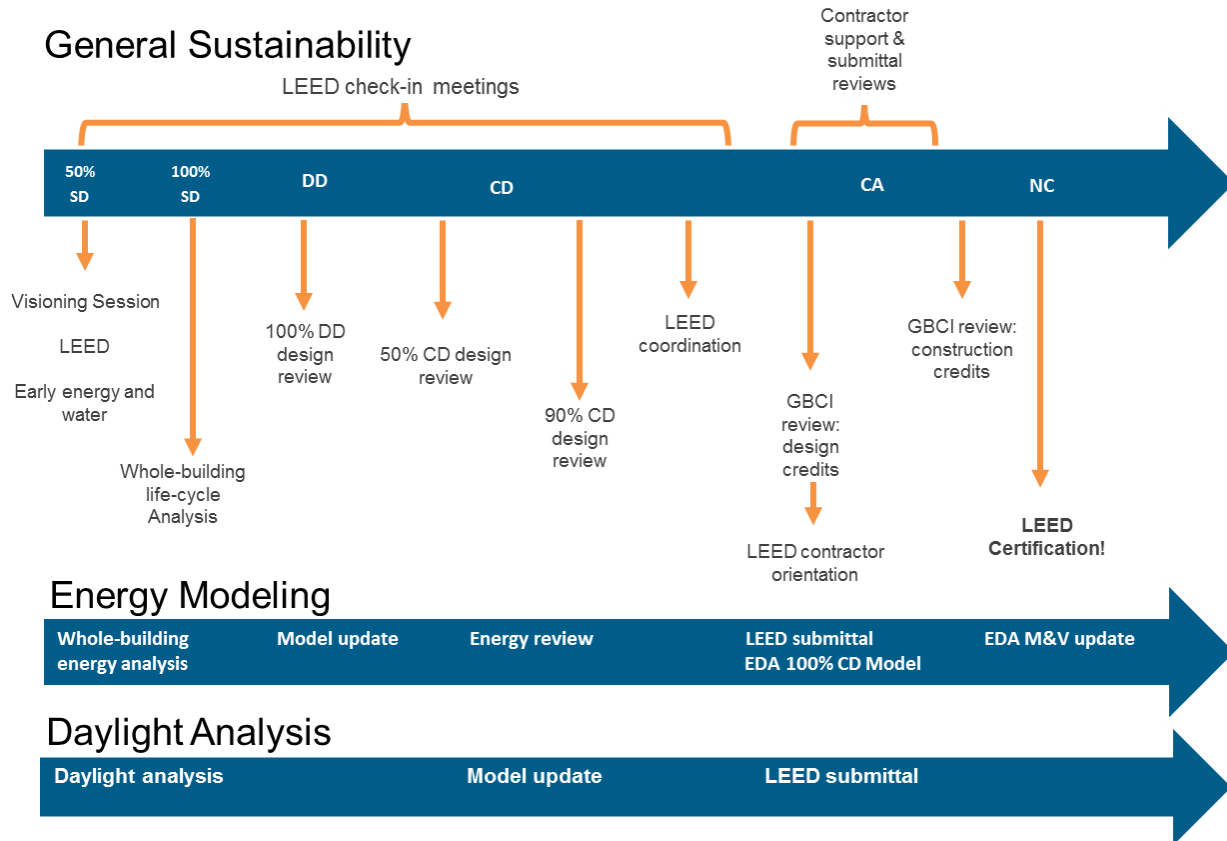 General Sustainability
LEED check-in  meetings
Contractor
support &
submittal
reviews
50%
SD
100%
SD
DD
CD
CA
NC
Visioning Session
LEED
Early energy and
water
Whole-building
life-cycle
Analysis
100% DD
design
review
50% CD design
review
90% CD
design
review
LEED
coordination
GBCI
review:
design
credits
LEED contractor
orientation
GBCI review:
construction
credits
LEED
Certification!
Energy Modeling
Whole-building
energy analysis
Model update
Energy review
LEED submittal
EDA 100% CD Model
EDA M&V update
Daylight Analysis
Daylight analysis
Model update
LEED submittal